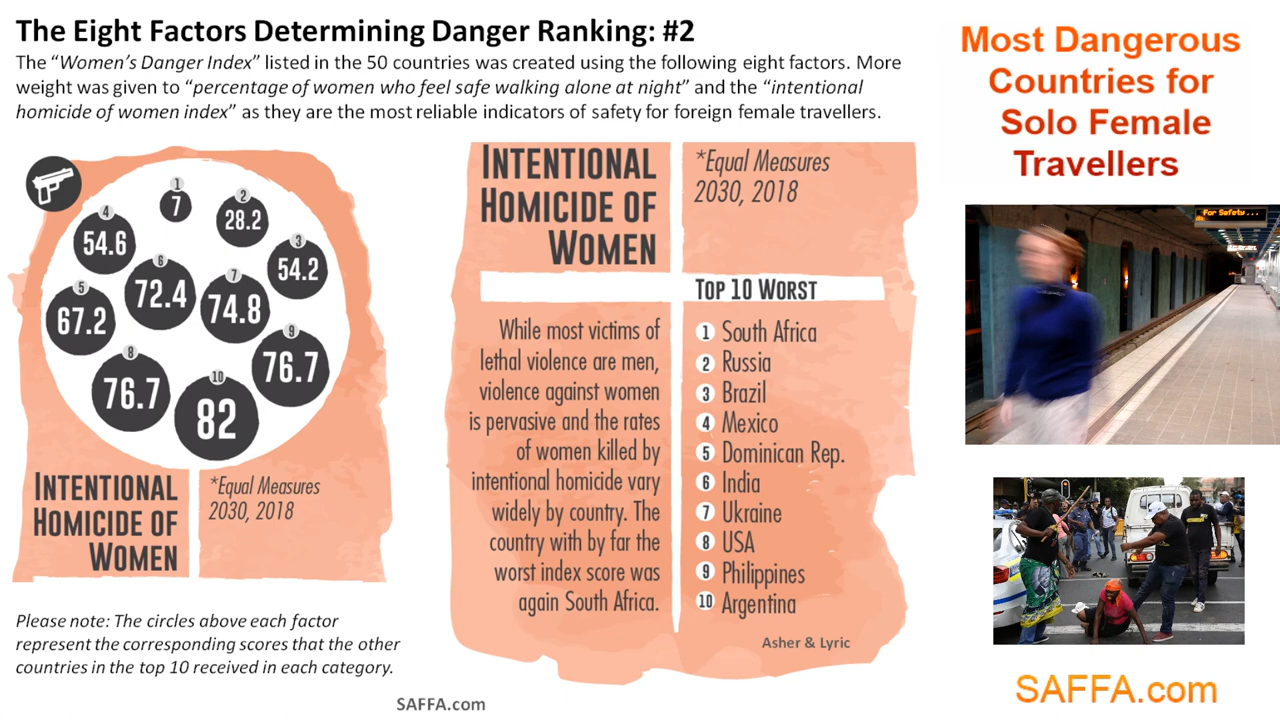 The Eight Factors Determining Danger Ranking: #2
The “Women’s Danger Index” listed in the 50 countries was created using the following eight factors. More
weight was given to “percentage of women who feel safe walking alone at night” and the “intentional
homicide of women index” as they are the most reliable indicators of safety for foreign female travellers.
1
7
2
28.2
3
54.2
4
54.6
5
67.2
6
72.4
7
74.8
8
76.7
9
76.7
10
82
INTENTIONAL
HOMICIDE OF
WOMEN
*Equal Measures
2030, 2018
Please note: The circles above each factor
represent the corresponding scores that the other
countries in the top 10 received in each category.
INTENTIONAL
HOMICIDE OF
WOMEN
*Equal Measures
2030, 2018
While most victims of
lethal violence are men,
violence against women
is pervasive and the rates
of women killed by
intentional homicide vary
widely by country. The
country with by far the
worst index score was
again South Africa.
TOP 10 WORST
1 South Africa
2 Russia
3 Brazil
4 Mexico
5 Dominican Rep.
6 India
7 Ukraine
8 USA
9 Philippines
10 Argentina
Asher & Lyric
SAFFA.com
Most Dangerous
Countries for
Solo Female
Travellers
For Safety...
SAFFA.com